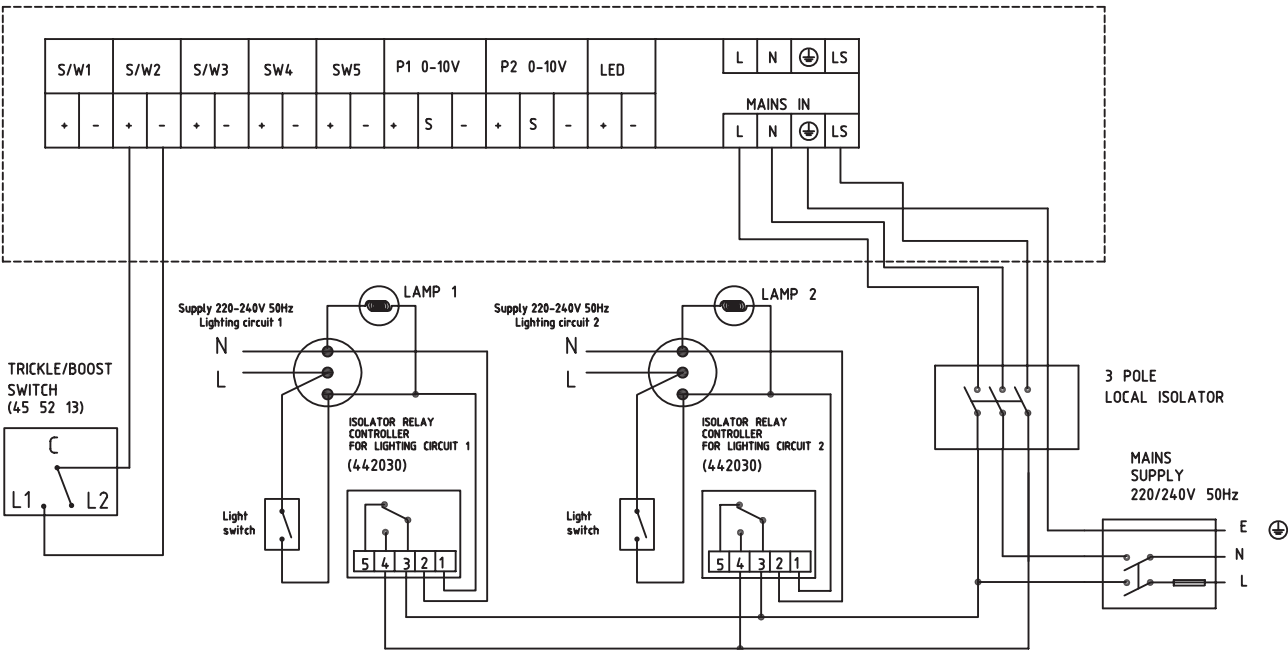 S/W1 S/W2 S/W3 SW4 SW5 P1 0-10V P2 0-10V LED
L N LS
MAINS IN
+ - + - + - + - + - + S - + S - + -
L N LS
LAMP 1
Supply 220-240V 50Hz
Lighting circuit 1
N
L
LAMP 2
Supply 220-240V 50Hz
Lighting circuit 2
N
L
TRICKLE/BOOST
SWITCH
(45 52 13)
C
L1 L2
ISOLATOR RELAY
CONTROLLER
FOR LIGHTING CIRCUIT 1
(442030)
Light
switch
5 4 3 2 1
ISOLATOR RELAY
CONTROLLER
FOR LIGHTING CIRCUIT 2
(442030)
Light
switch
5 4 3 2 1
3 POLE
LOCAL ISOLATOR
MAINS
SUPPLY
220/240V 50Hz
E
N
L